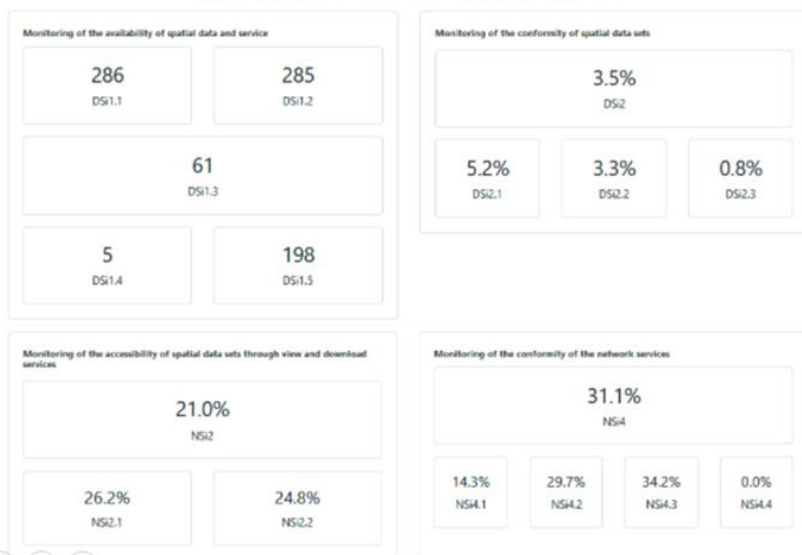 Monitoring of the availability of spatial data and service
286
DSi1.1
285
DSi1.2
61
DSi1.3
5
DSi1.4
198
DSi1.5
Monitoring of the conformity of spatial data sets
3.5%
DSi2
5.2%
DSi2.1
3.3%
DSi2.2
0.8%
DSi2.3
Monitoring of the accessibility of spatial data sets through view and download
services
21.0%
NSi2
26.2%
NSi2.1
24.8%
NSi2.2
Monitoring of the conformity of the network services
31.1%
NSi4
14.3%
NSi4.1
29.7%
NSi4.2
34.2%
NSi4.3
0.0%
NSi4.4